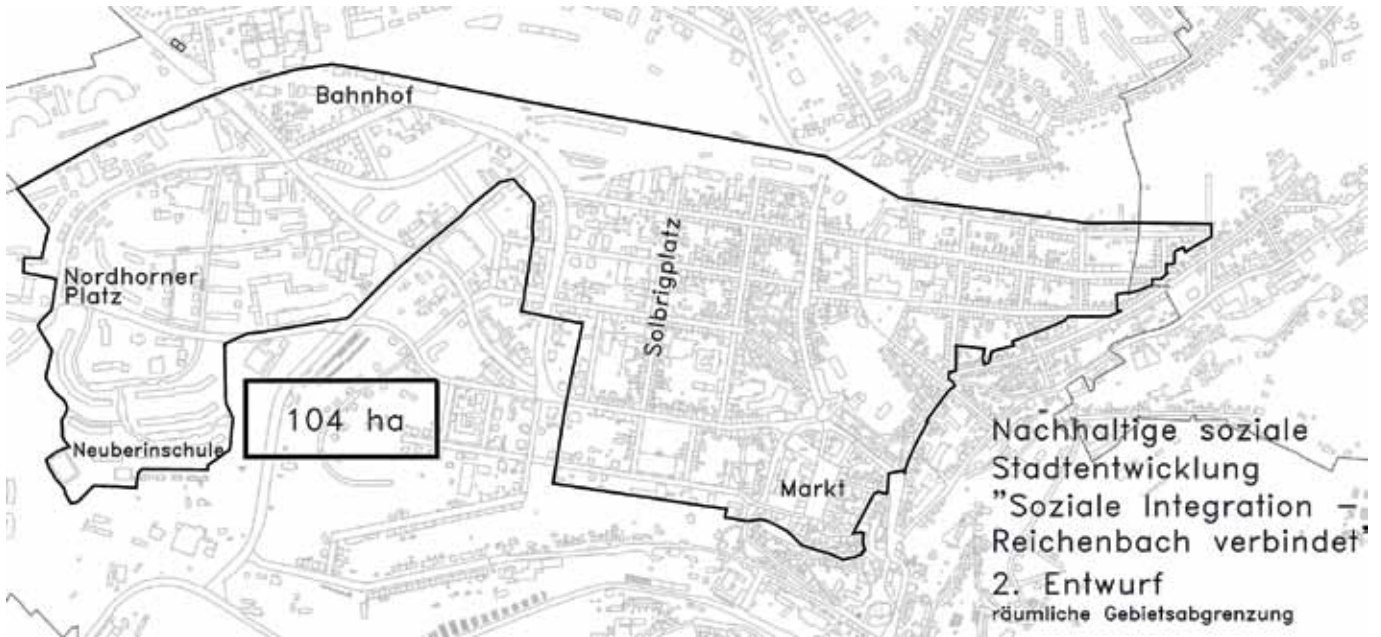 Bahnhof
Nordhorner
Platz
Solbrigplatz
104 ha
Neuberinschule
Markt
Nachhaltige soziale
Stadtentwicklung
"Soziale Integration –
Reichenbach verbindet"
2. Entwurf
räumliche Gebietsabgrenzung